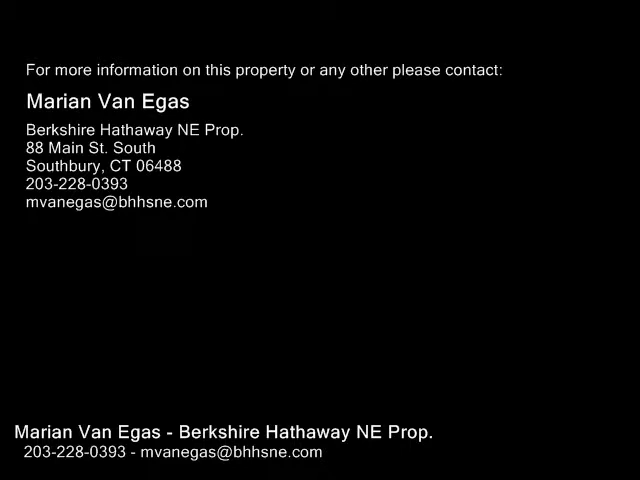 For more information on this property or any other please contact:
Marian Van Egas
Berkshire Hathaway NE Prop.
88 Main St. South
Southbury, CT 06488
203-228-0393
mvanegas@bhhsne.com
Marian Van Egas - Berkshire Hathaway NE Prop.
203-228-0393 - mvanegas@bhhsne.com